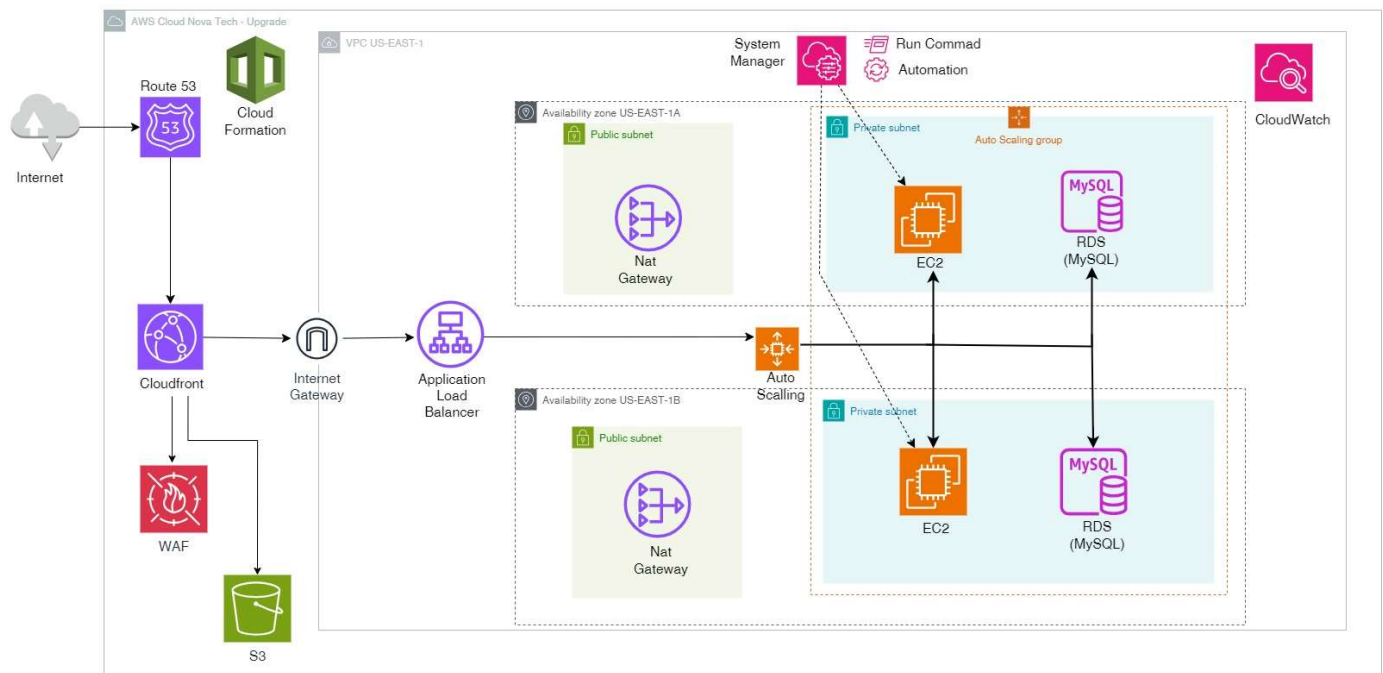 AWS Cloud Nova Tech - Upgrade
VPC US-EAST-1
System
Manager
Run Commad
Automation
CloudWatch
Route 53
53
Cloud
Formation
Internet
Availability zone US-EAST-1A
Public subnet
Nat
Gateway
Private subnet
Auto Scaling group
EC2
MySQL
RDS
(MySQL)
Cloudfront
Internet
Gateway
Application
Load
Balancer
Auto
Scalling
Availability zone US-EAST-1B
Public subnet
Nat
Gateway
Private subnet
EC2
MySQL
RDS
(MySQL)
WAF
S3